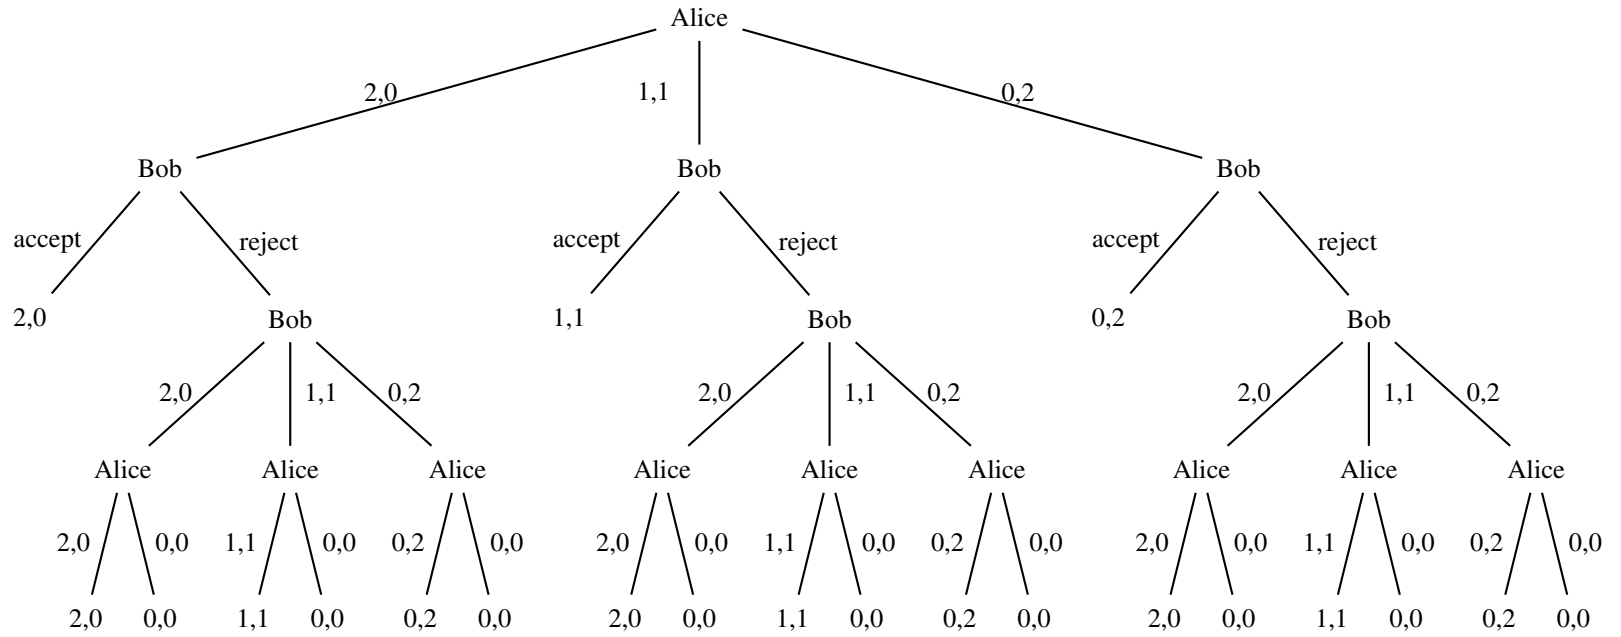 Alice
2,0 1,1 0,2
Bob Bob Bob
accept reject accept reject accept reject
2,0 Bob 1,1 Bob 0,2 Bob
2,0 1,1 0,2 2,0 1,1 0,2 2,0 1,1 0,2
Alice Alice Alice Alice Alice Alice Alice Alice Alice
2,0 0,0 1,1 0,0 0,2 0,0 2,0 0,0 1,1 0,0 0,2 0,0 2,0 0,0 1,1 0,0 0,2 0,0
2,0 0,0 1,1 0,0 0,2 0,0 2,0 0,0 1,1 0,0 0,2 0,0 2,0 0,0 1,1 0,0 0,2 0,0